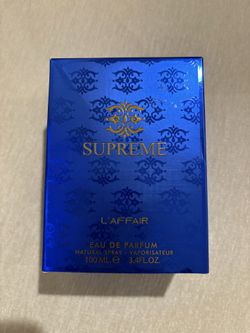 SUPREME
L'AFFAIR
EAU DE PARFUM
NATURAL SPRAY - VAPORISATEUR
100 ML.℮ 3.4FL.OZ.